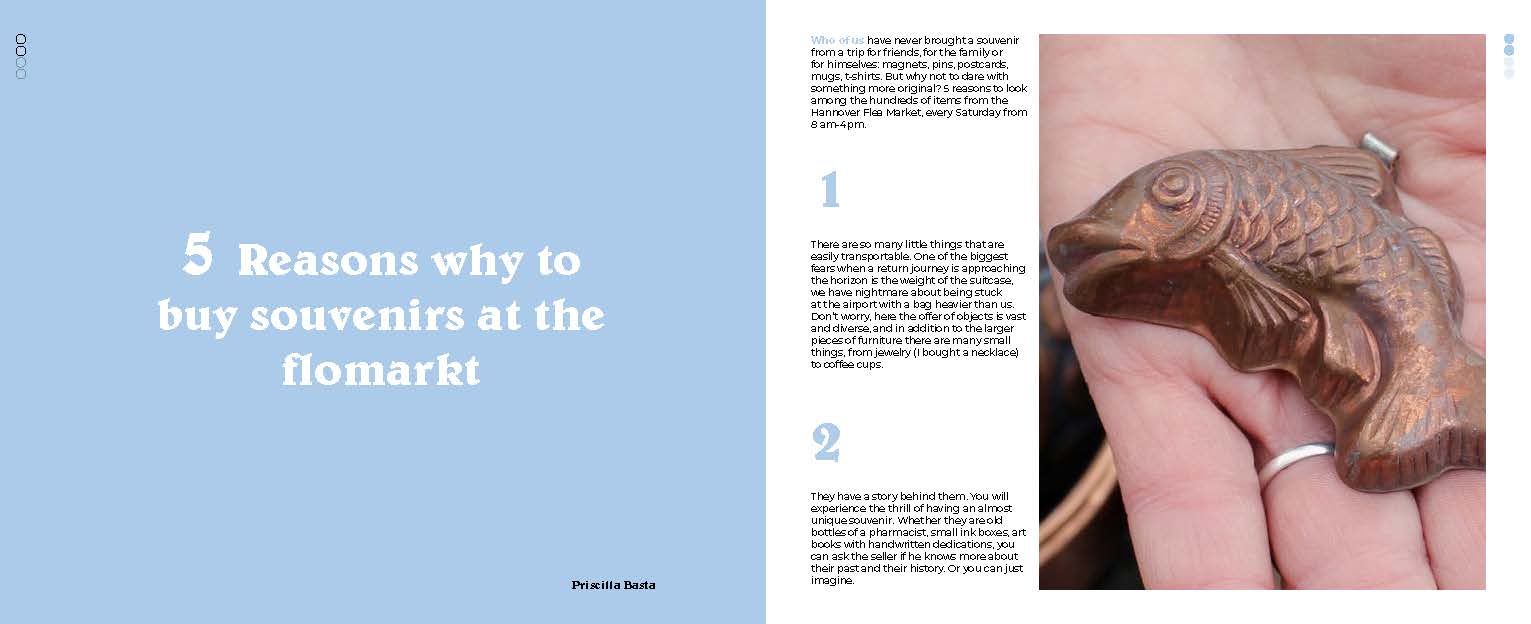 5 Reasons why to
buy souvenirs at the
flomarkt
Priscilla Basta
Who of us have never brought a souvenir
from a trip for friends, for the family or
for himselves: magnets, pins, postcards,
mugs, t-shirts. But why not to dare with
something more original? 5 reasons to look
among the hundreds of items from the
Hannover Flea Market, every Saturday from
8 am-4pm.
1
There are so many little things that are
easily transportable. One of the biggest
fears when a return journey is approaching
the horizon is the weight of the suitcase,
we have nightmare about being stuck
at the airport with a bag heavier than us.
Don't worry, here the offer of objects is vast
and diverse, and in addition to the larger
pieces of furniture there are many small
things, from jewelry (I bought a necklace)
to coffee cups.
2
They have a story behind them. You will
experience the thrill of having an almost
unique souvenir. Whether they are old
bottles of a pharmacist, small ink boxes, art
books with handwritten dedications, you
can ask the seller if he knows more about
their past and their history. Or you can just
imagine.